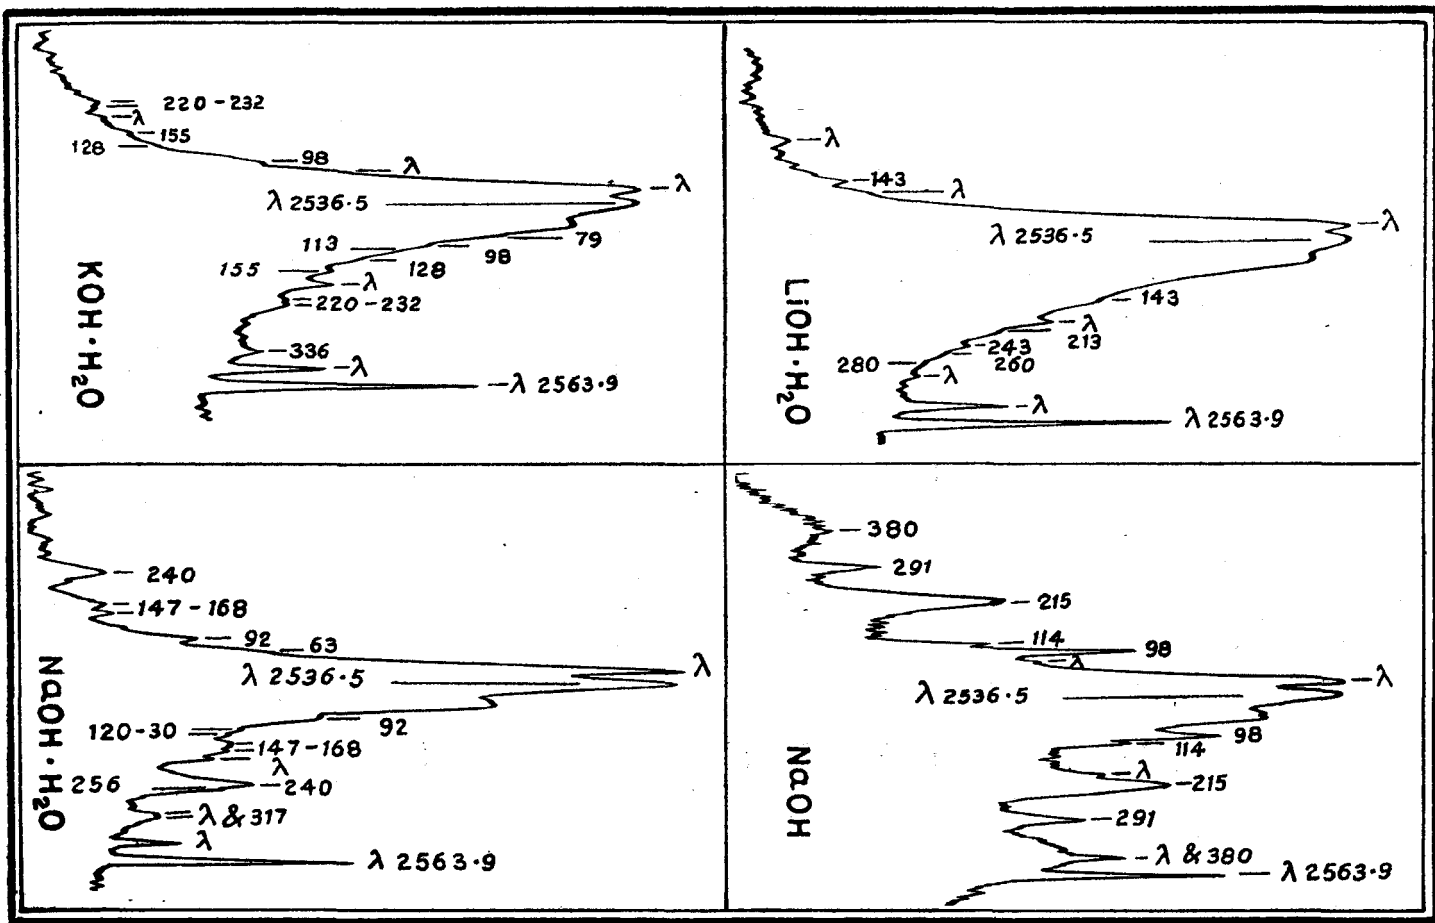 220-232
λ
155
128
98
λ
λ
λ 2536·5
79
113
98
128
155
λ
220-232
336
λ
λ 2563·9
KOH·H₂O
λ
143
λ
λ
λ 2536·5
143
λ
213
243
260
280
λ
λ
λ 2563·9
LiOH·H₂O
240
147-168
92
63
λ
λ 2536·5
92
120-30
147-168
λ
256
240
λ & 317
λ
λ 2563·9
NaOH·H₂O
380
291
215
114
98
λ
λ
λ 2536·5
98
114
λ
215
291
λ & 380
λ 2563·9
NaOH